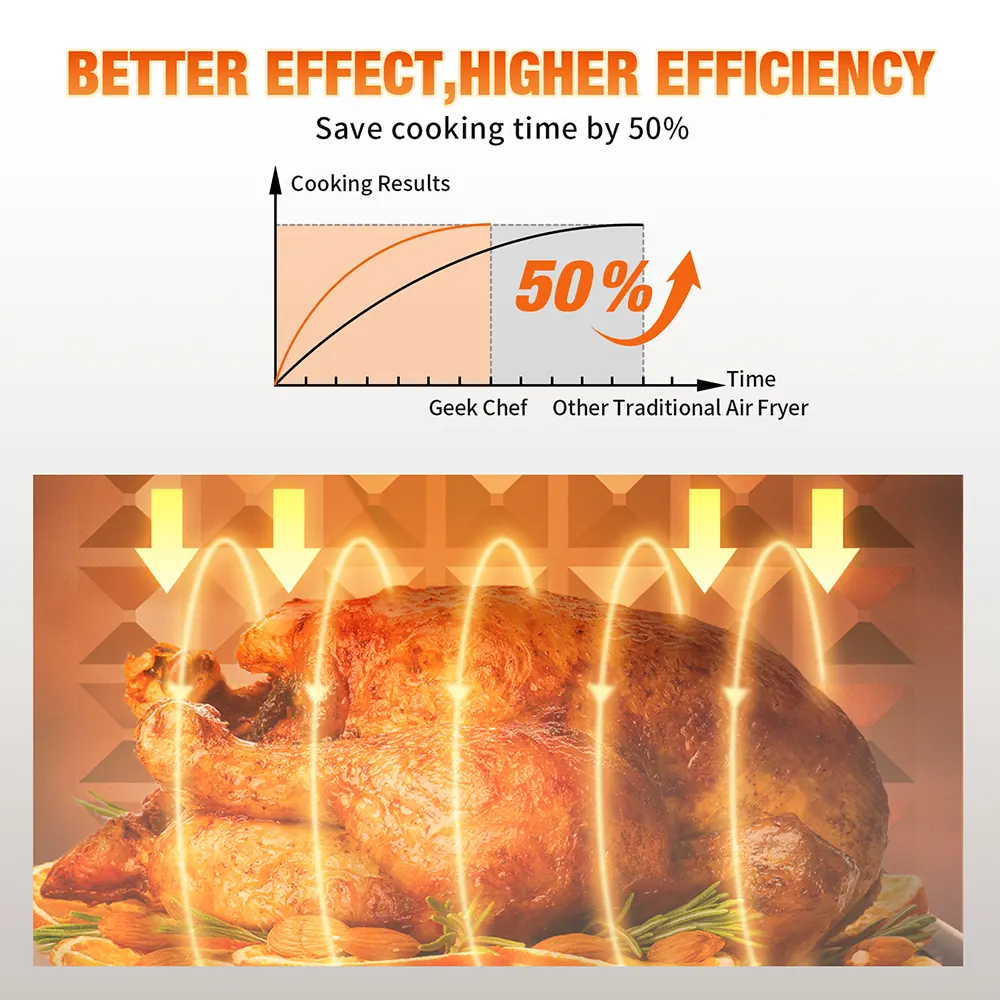 BETTER EFFECT,HIGHER EFFICIENCY
Save cooking time by 50%
Cooking Results
50%
Time
Geek Chef
Other Traditional Air Fryer